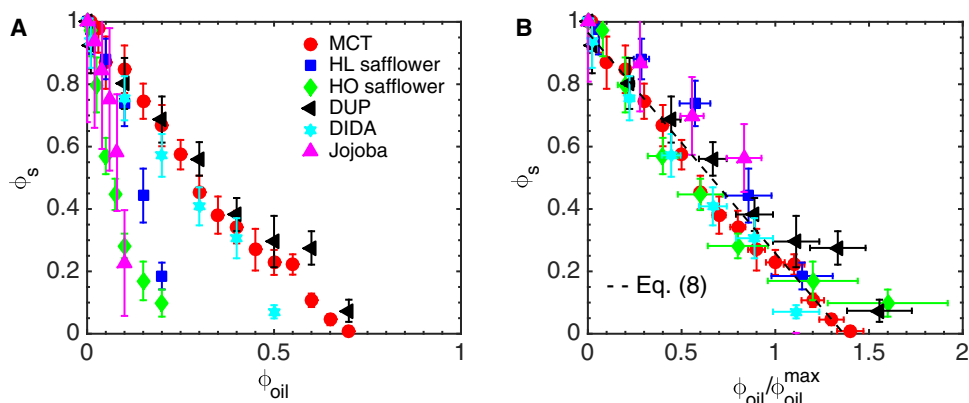 A
1
0.8
0.6
0.4
0.2
0
ϕs
0 0.5 1
ϕoil
MCT
HL safflower
HO safflower
DUP
DIDA
Jojoba
B
1
0.8
0.6
0.4
0.2
0
ϕs
0 0.5 1 1.5 2
ϕoil/ϕoil^max
-- Eq. (8)